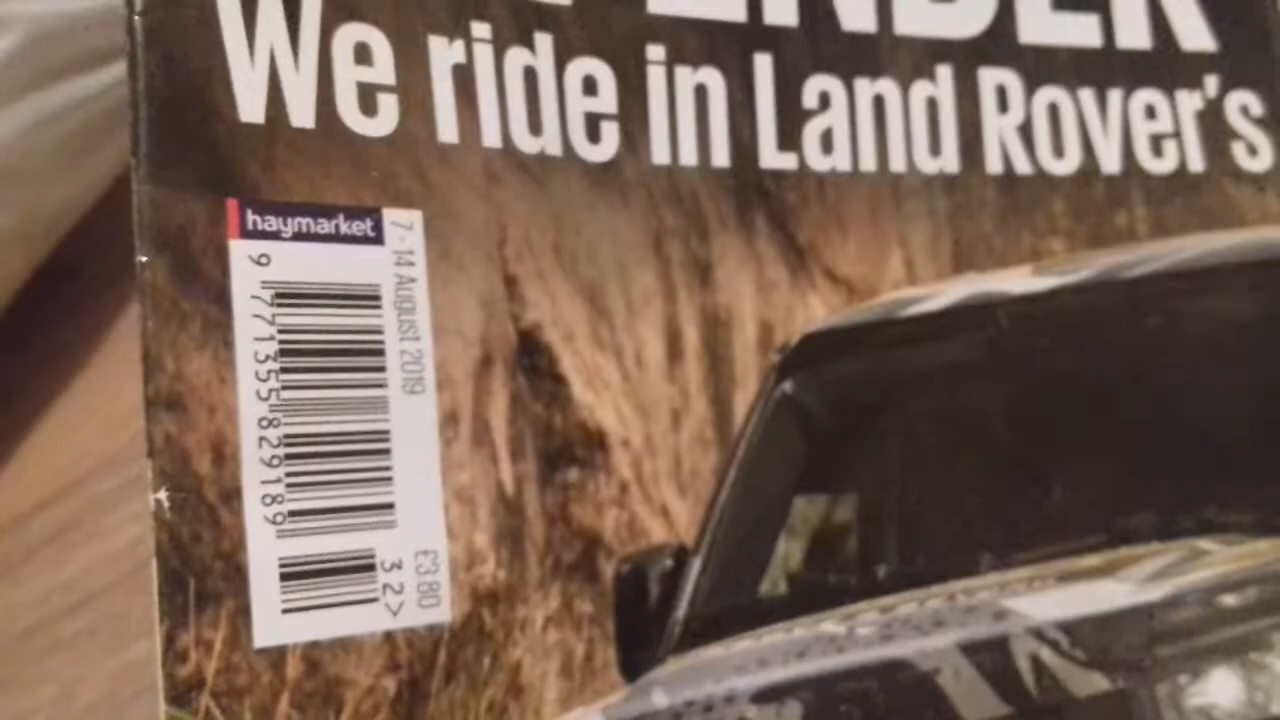 We ride in Land Rover's
haymarket
7 - 14 August 2019
9 771355 829189
32>
£3.80